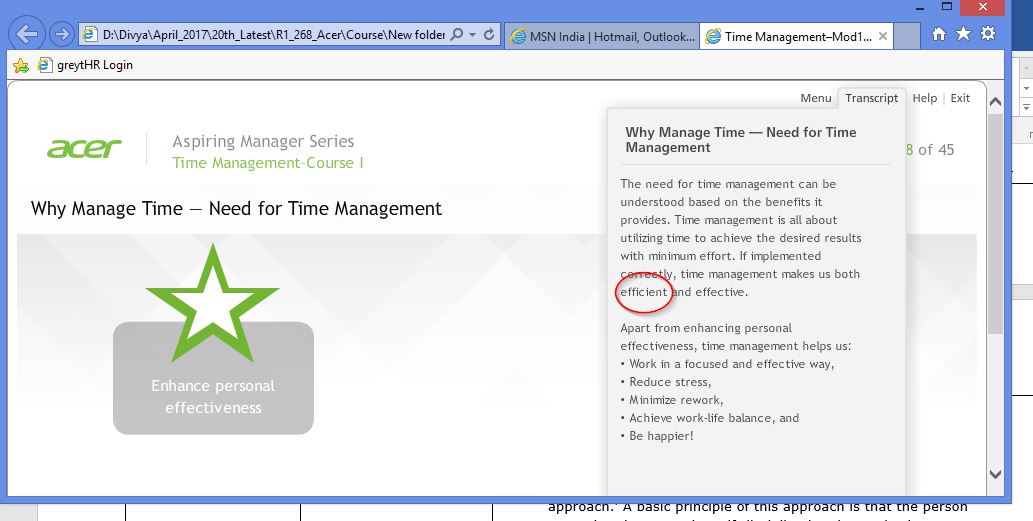 D:\Divya\April_2017\20th_Latest\R1_268_Acer\Course\New folder
MSN India | Hotmail, Outlook...
Time Management–Mod1...
greytHR Login
Menu
Transcript
Help
Exit
acer
Aspiring Manager Series
Time Management-Course I
8 of 45
Why Manage Time — Need for Time Management
Enhance personal
effectiveness
Why Manage Time — Need for Time
Management
The need for time management can be
understood based on the benefits it
provides. Time management is all about
utilizing time to achieve the desired results
with minimum effort. If implemented
correctly, time management makes us both
efficient and effective.
Apart from enhancing personal
effectiveness, time management helps us:
• Work in a focused and effective way,
• Reduce stress,
• Minimize rework,
• Achieve work-life balance, and
• Be happier!
approach.' A basic principle of this approach is that the person